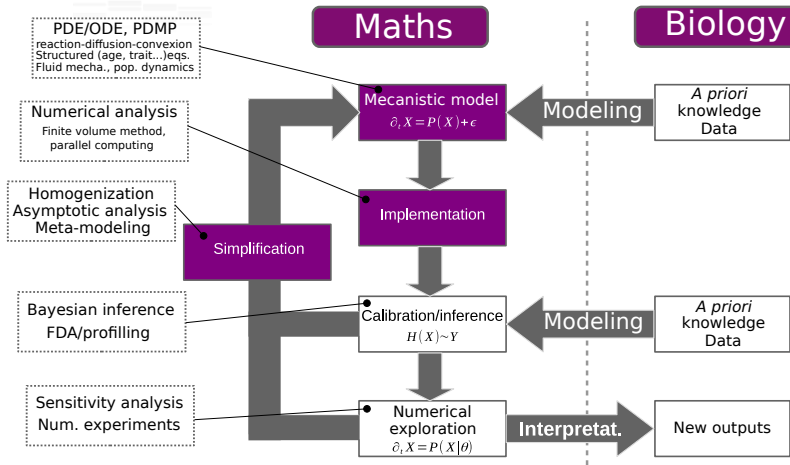 Maths
Biology
PDE/ODE, PDMP
reaction-diffusion-convexion
Structured (age, trait...)eqs.
Fluid mecha., pop. dynamics
Mecanistic model
∂ₜ X = P(X) + ϵ
Modeling
A priori
knowledge
Data
Numerical analysis
Finite volume method,
parallel computing
Homogenization
Asymptotic analysis
Meta-modeling
Implementation
Simplification
Bayesian inference
FDA/profilling
Calibration/inference
H(X)~Y
Modeling
A priori
knowledge
Data
Sensitivity analysis
Num. experiments
Numerical
exploration
∂ₜ X = P(X|θ)
Interpretat.
New outputs